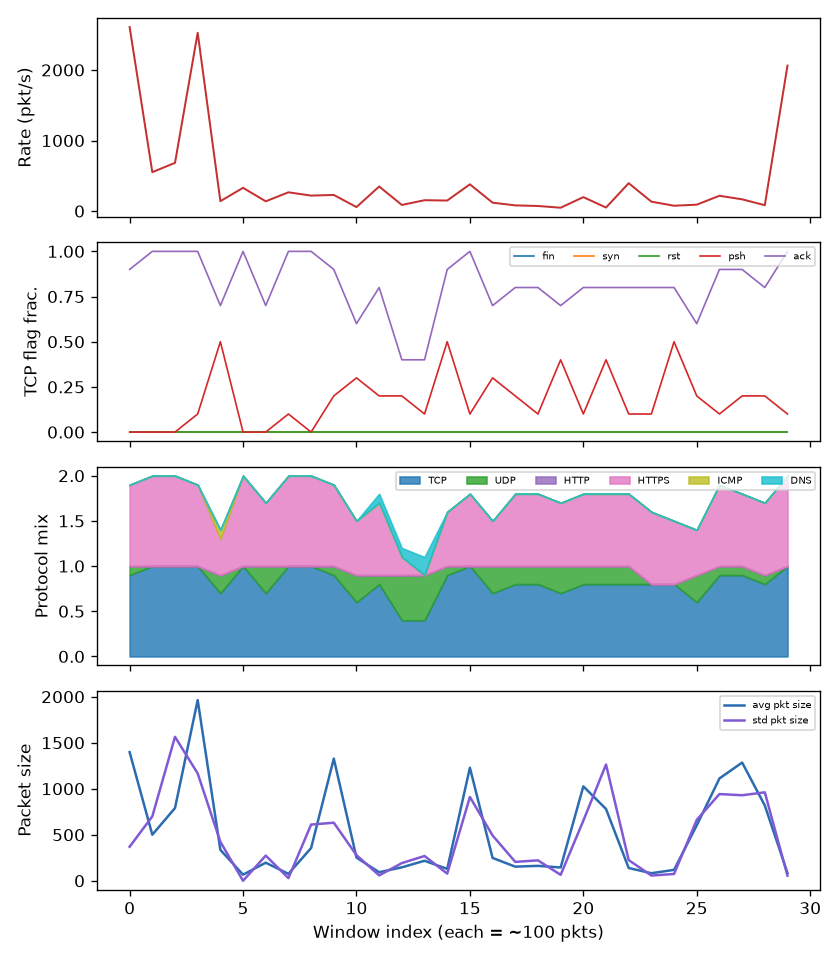 Rate (pkt/s)
2000
1000
0
TCP flag frac.
1.00
0.75
0.50
0.25
0.00
fin syn rst psh ack
Protocol mix
2.0
1.5
1.0
0.5
0.0
TCP UDP HTTP HTTPS ICMP DNS
Packet size
2000
1500
1000
500
0
avg pkt size
std pkt size
0 5 10 15 20 25 30
Window index (each = ~100 pkts)